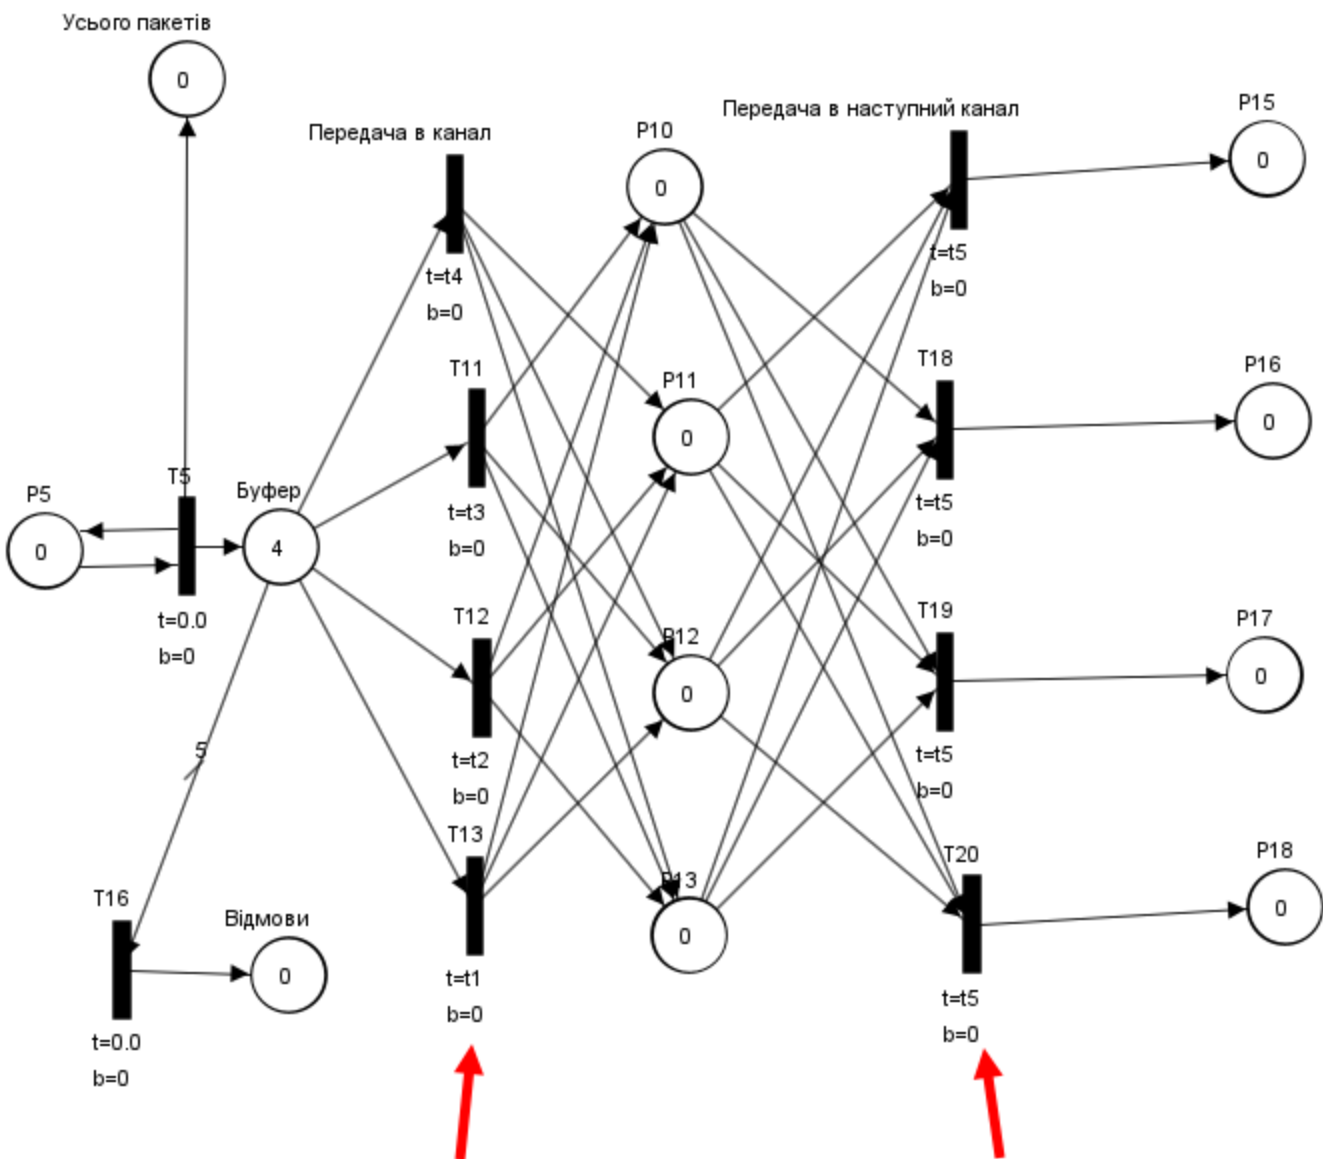 Усього пакетів
0
Передача в канал
t=t4
b=0
P10
0
Передача в наступний канал
t=t5
b=0
P15
0
T11
t=t3
b=0
P11
0
T18
t=t5
b=0
P16
0
P5
0
T5
t=0.0
b=0
Буфер
4
5
T12
t=t2
b=0
P12
0
T19
t=t5
b=0
P17
0
T16
t=0.0
b=0
Відмови
0
T13
t=t1
b=0
P13
0
T20
t=t5
b=0
P18
0